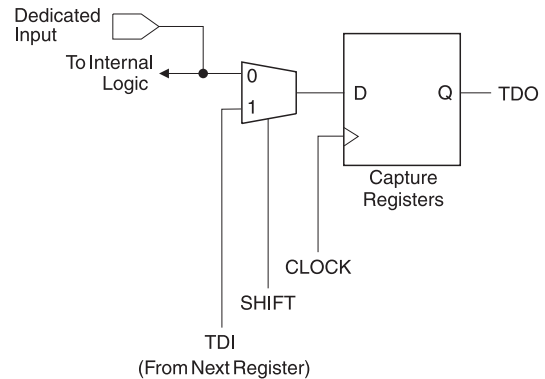 Dedicated
Input
To Internal
Logic
0
1
D
Q
TDO
Capture
Registers
CLOCK
SHIFT
TDI
(From Next Register)